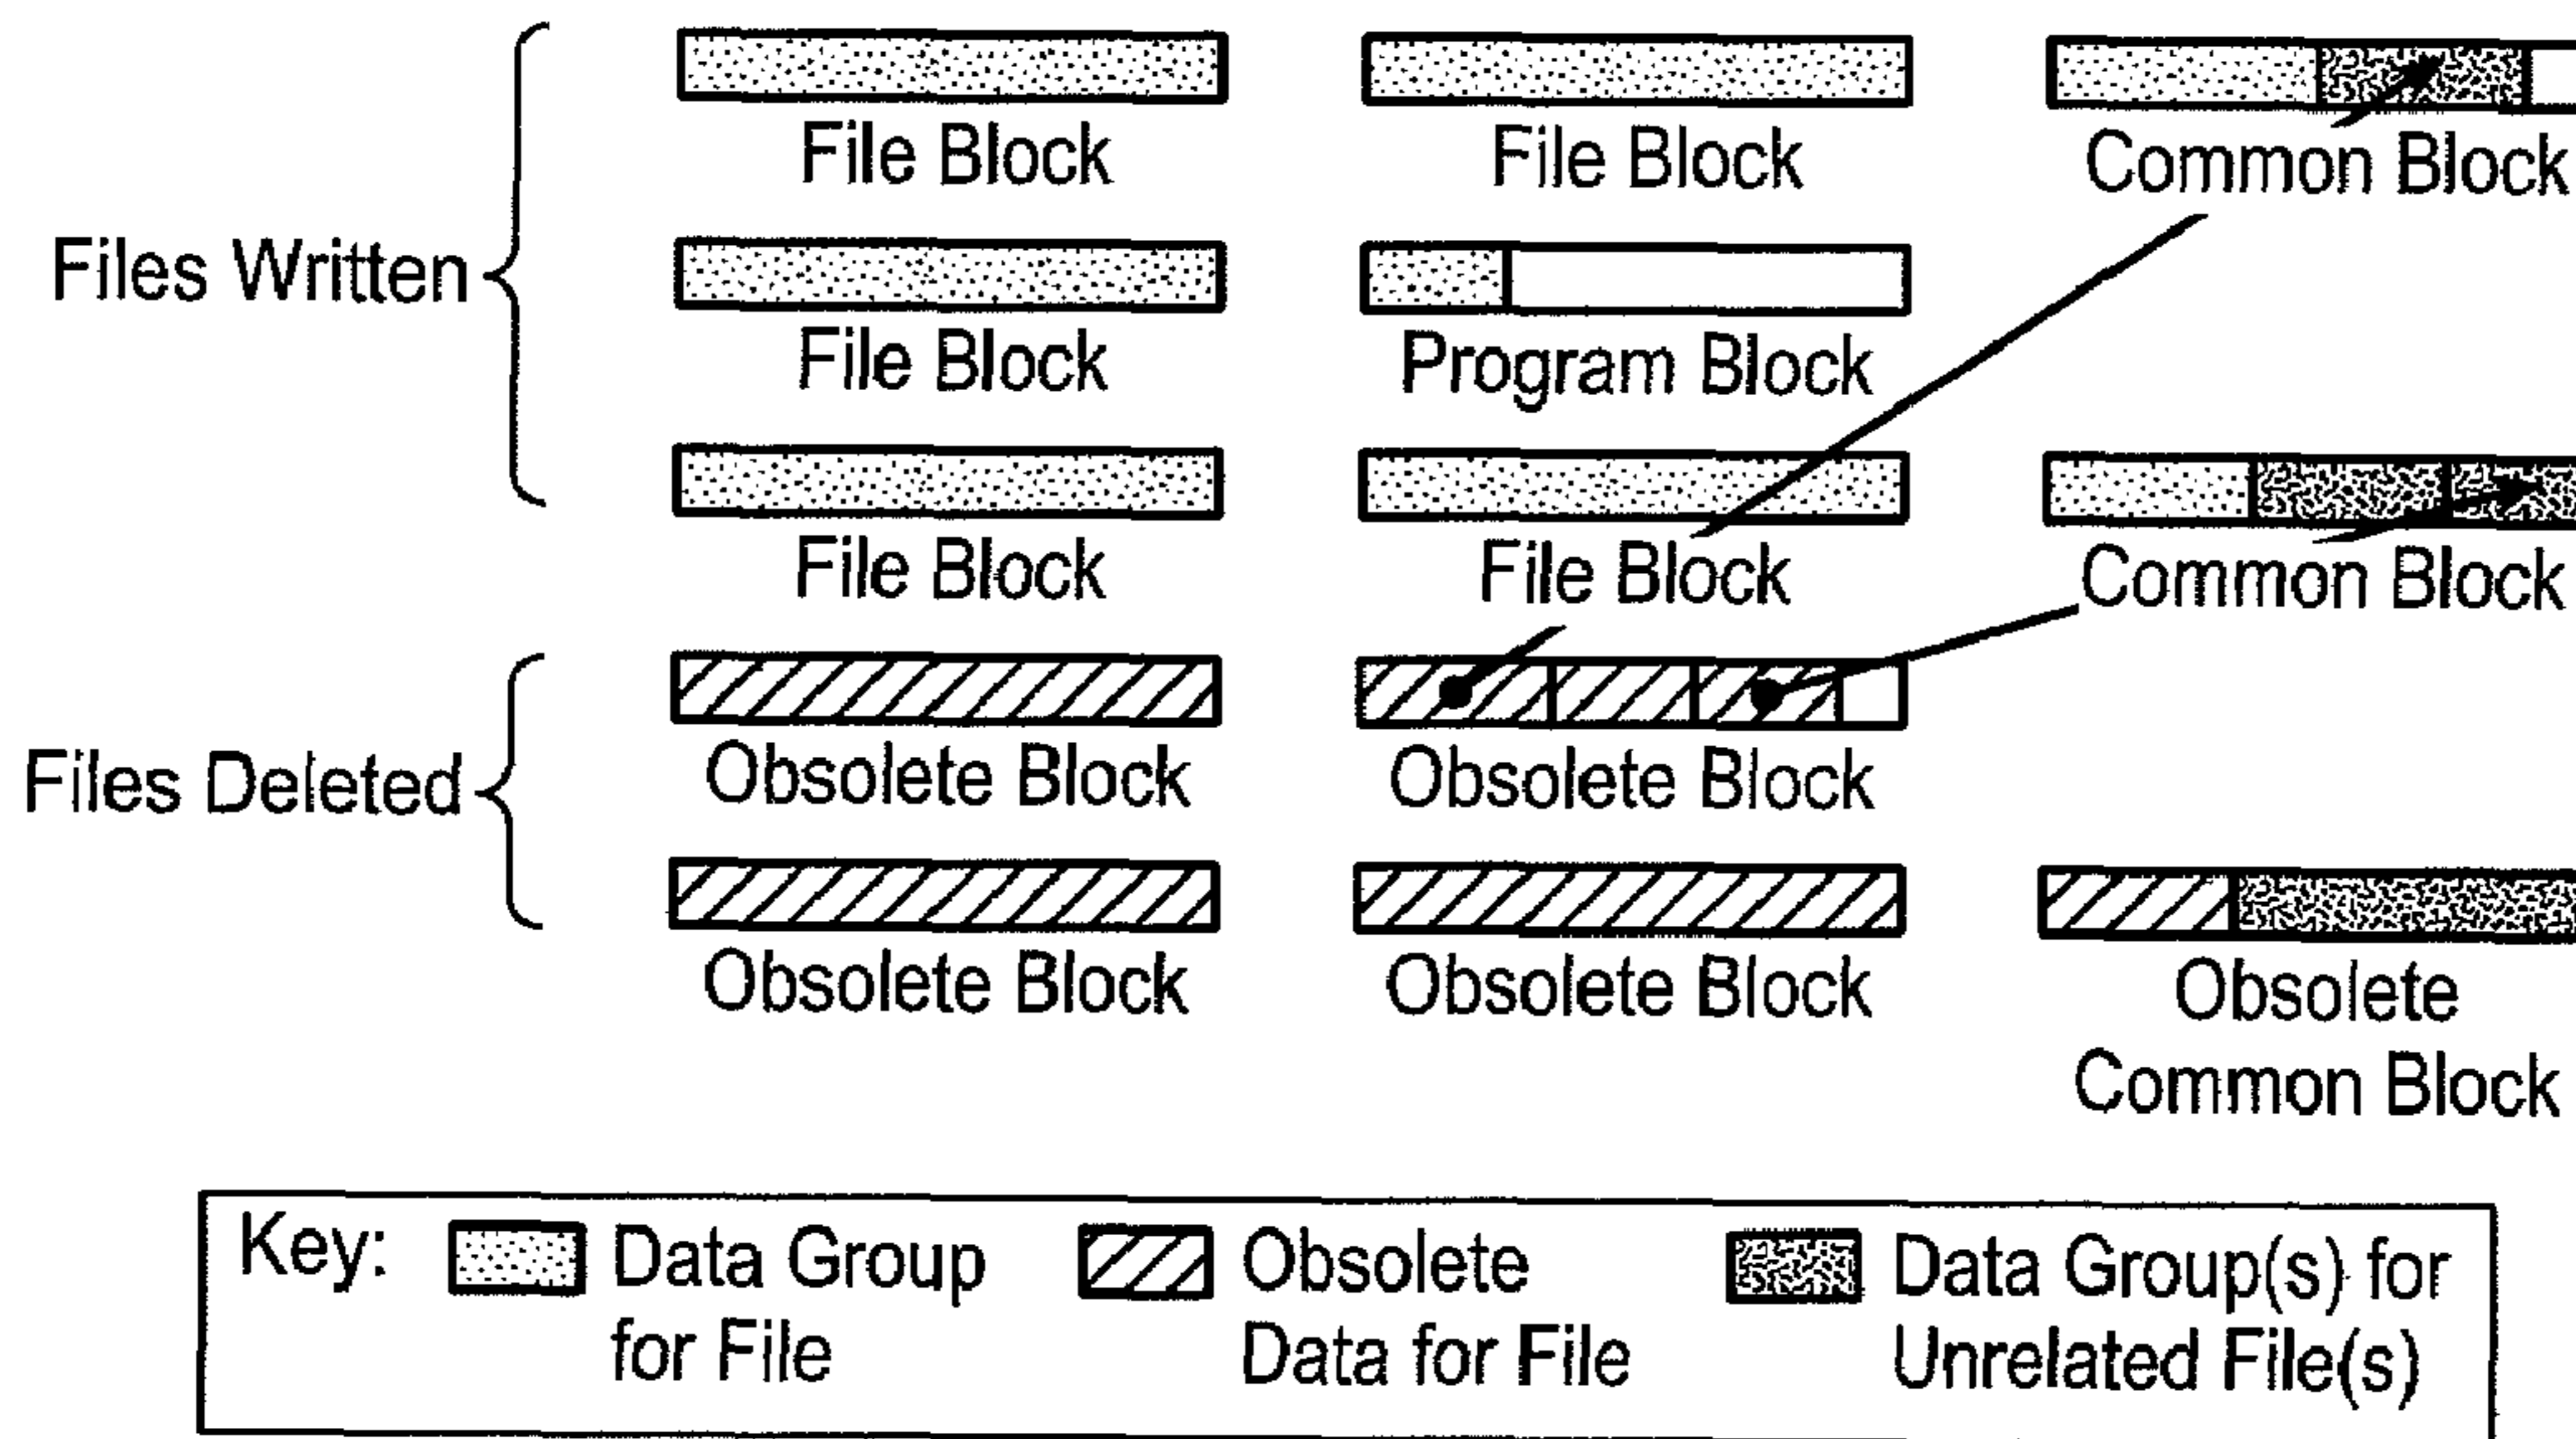 File Block
File Block
Common Block
Files Written
File Block
Program Block
File Block
File Block
Common Block
Files Deleted
Obsolete Block
Obsolete Block
Obsolete Block
Obsolete Block
Obsolete
Common Block
Key:
Data Group
for File
Obsolete
Data for File
Data Group(s) for
Unrelated File(s)